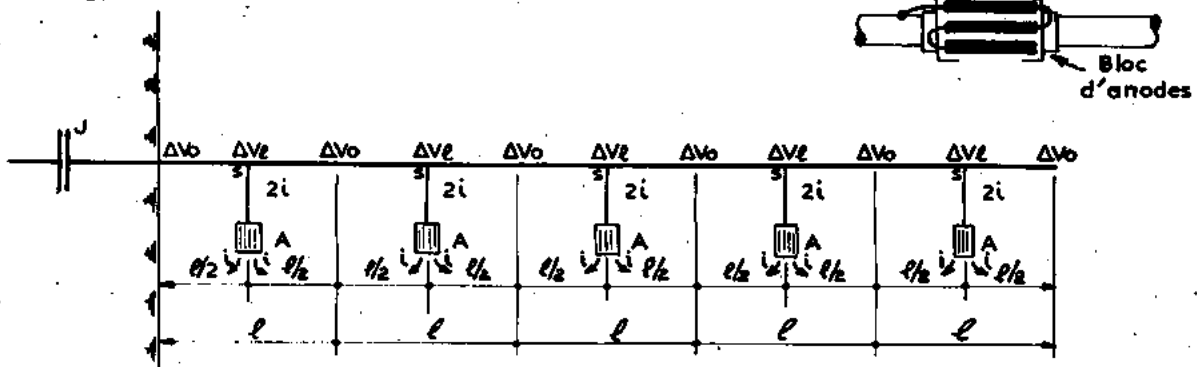 Bloc
d'anodes
J
ΔVo ΔVℓ ΔVo ΔVℓ ΔVo ΔVℓ ΔVo ΔVℓ ΔVo ΔVℓ ΔVo
s s s s s
2i 2i 2i 2i 2i
A A A A A
i i i i i i i i i i
ℓ/2 ℓ/2 ℓ/2 ℓ/2 ℓ/2 ℓ/2 ℓ/2 ℓ/2 ℓ/2 ℓ/2
ℓ ℓ ℓ ℓ ℓ